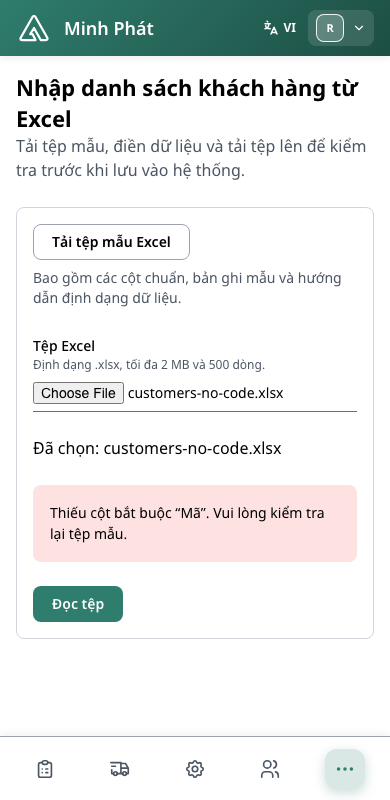 Minh Phát
VI
R
Nhập danh sách khách hàng từ
Excel
Tải tệp mẫu, điền dữ liệu và tải tệp lên để kiểm
tra trước khi lưu vào hệ thống.
Tải tệp mẫu Excel
Bao gồm các cột chuẩn, bản ghi mẫu và hướng
dẫn định dạng dữ liệu.
Tệp Excel
Định dạng .xlsx, tối đa 2 MB và 500 dòng.
Choose File customers-no-code.xlsx
Đã chọn: customers-no-code.xlsx
Thiếu cột bắt buộc “Mã”. Vui lòng kiểm tra
lại tệp mẫu.
Đọc tệp